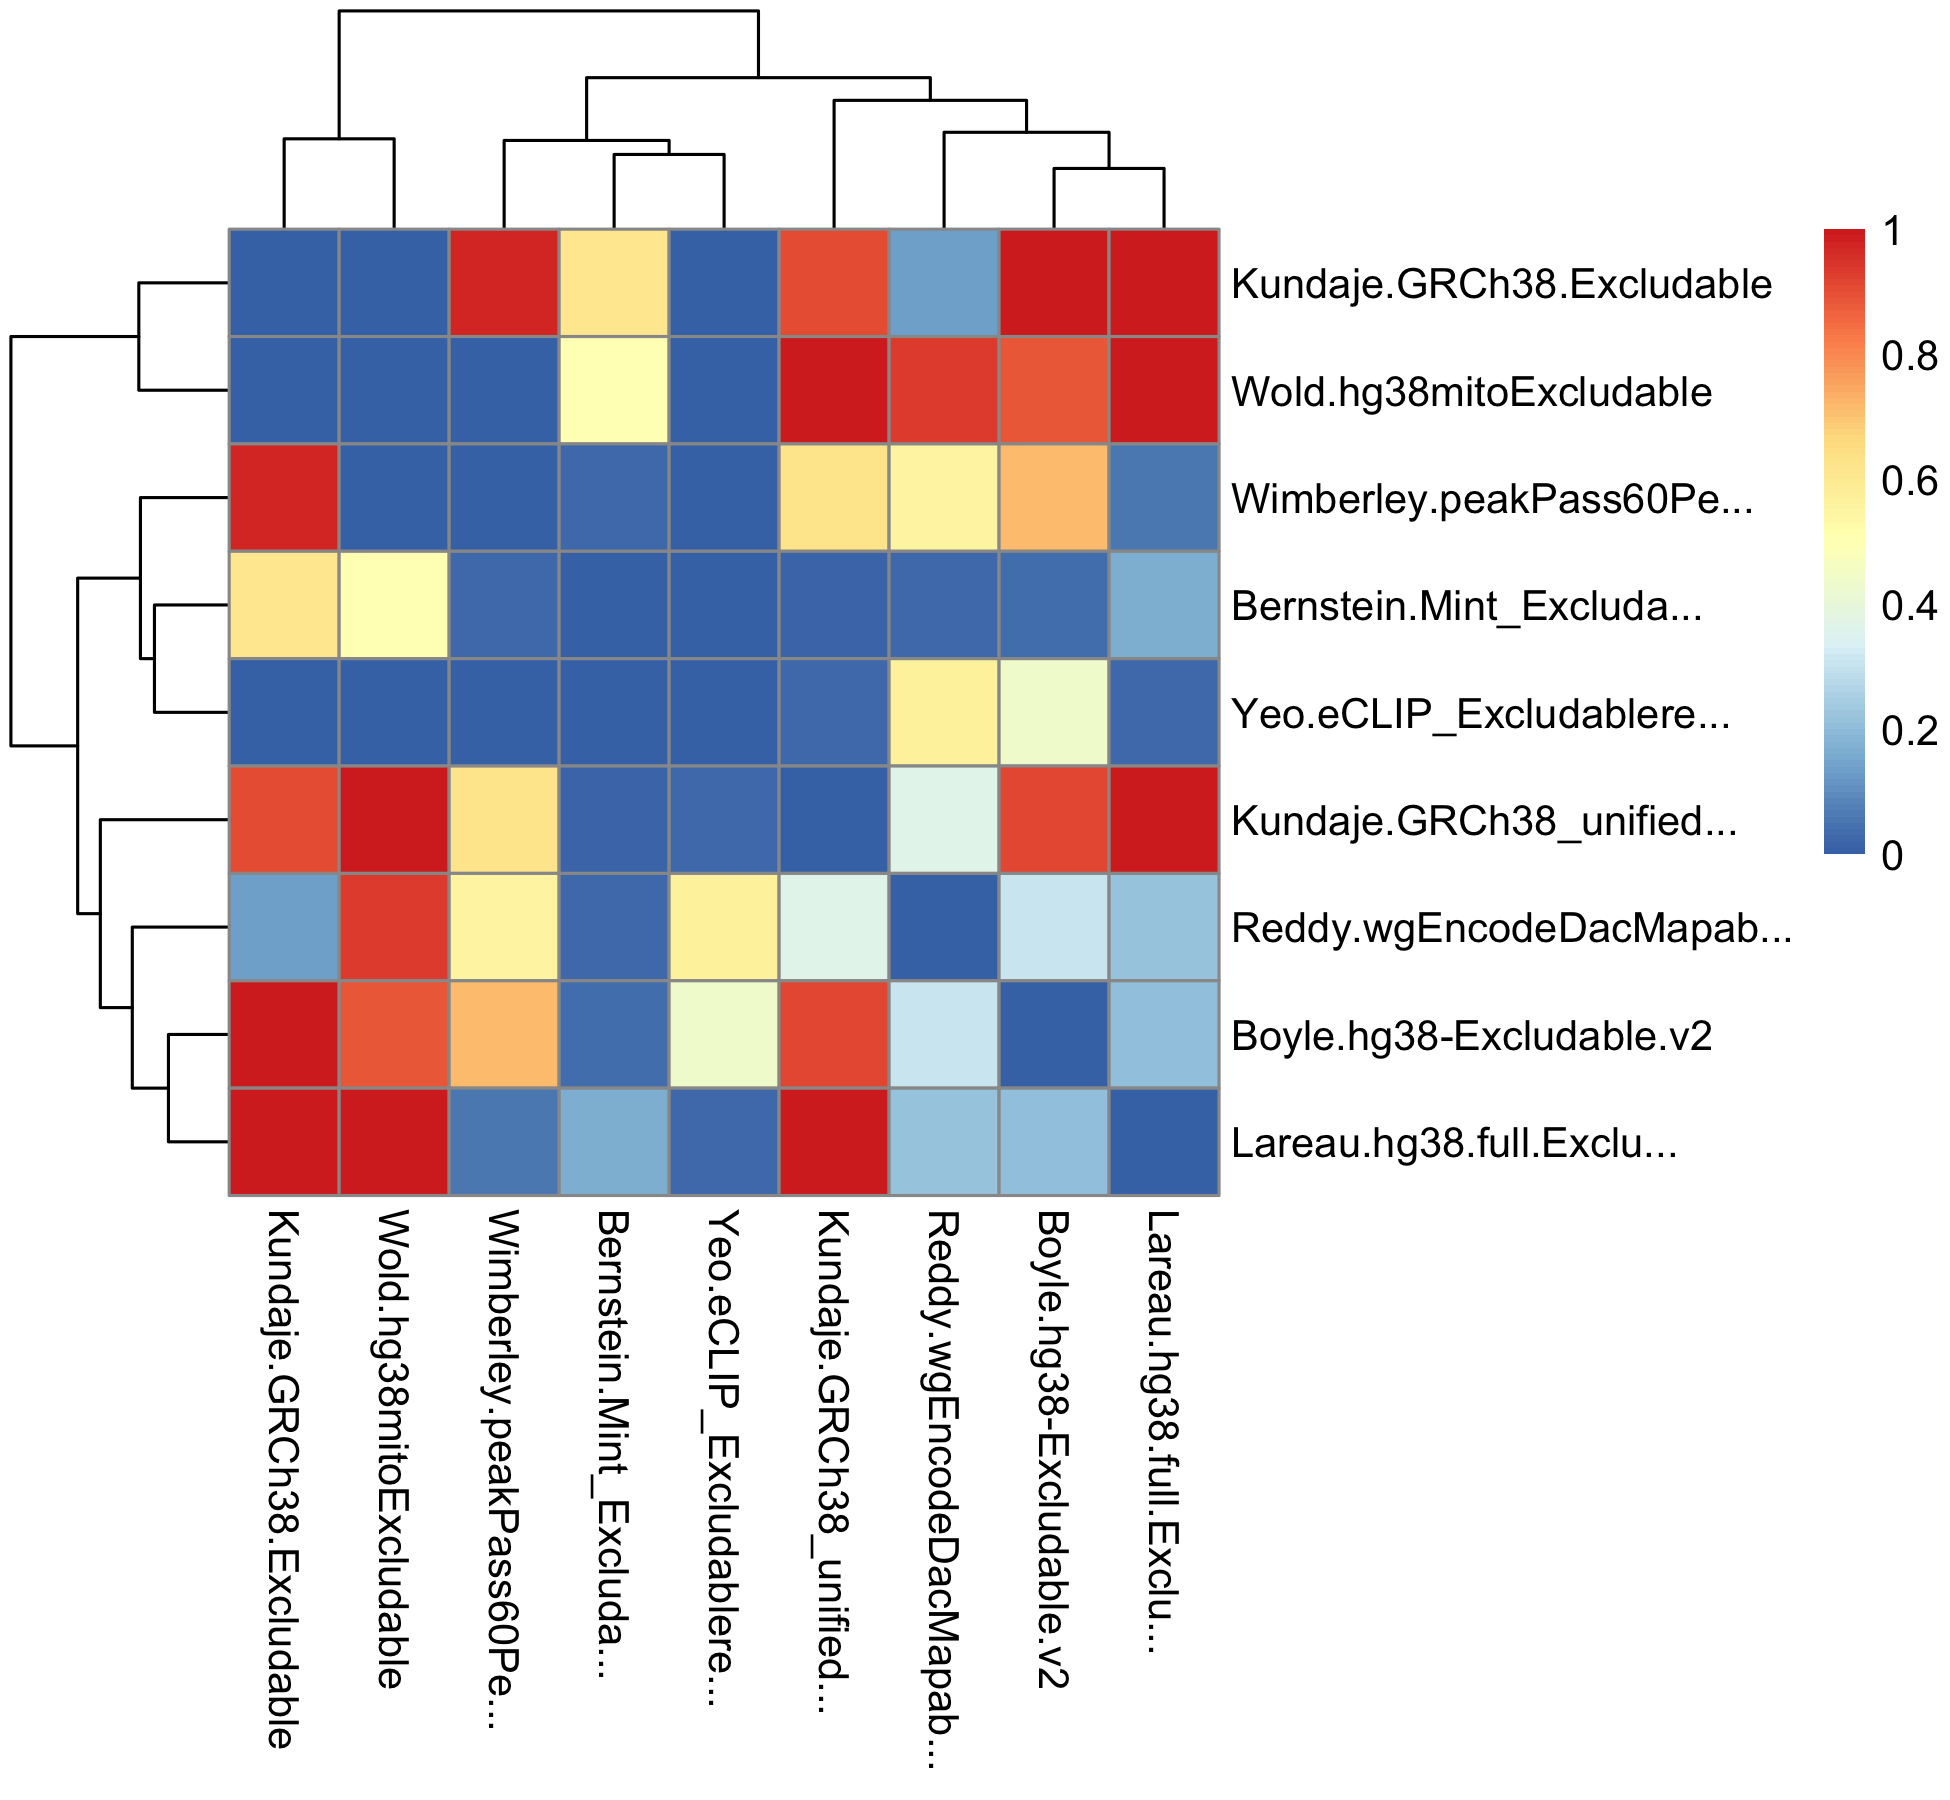 Kundaje.GRCh38.Excludable
Wold.hg38mitoExcludable
Wimberley.peakPass60Pe...
Bernstein.Mint_Excluda...
Yeo.eCLIP_Excludablere...
Kundaje.GRCh38_unified...
Reddy.wgEncodeDacMapab...
Boyle.hg38-Excludable.v2
Lareau.hg38.full.Exclu...
1
0.8
0.6
0.4
0.2
0
Kundaje.GRCh38.Excludable
Wold.hg38mitoExcludable
Wimberley.peakPass60Pe...
Bernstein.Mint_Excluda...
Yeo.eCLIP_Excludablere...
Kundaje.GRCh38_unified...
Reddy.wgEncodeDacMapab...
Boyle.hg38-Excludable.v2
Lareau.hg38.full.Exclu...